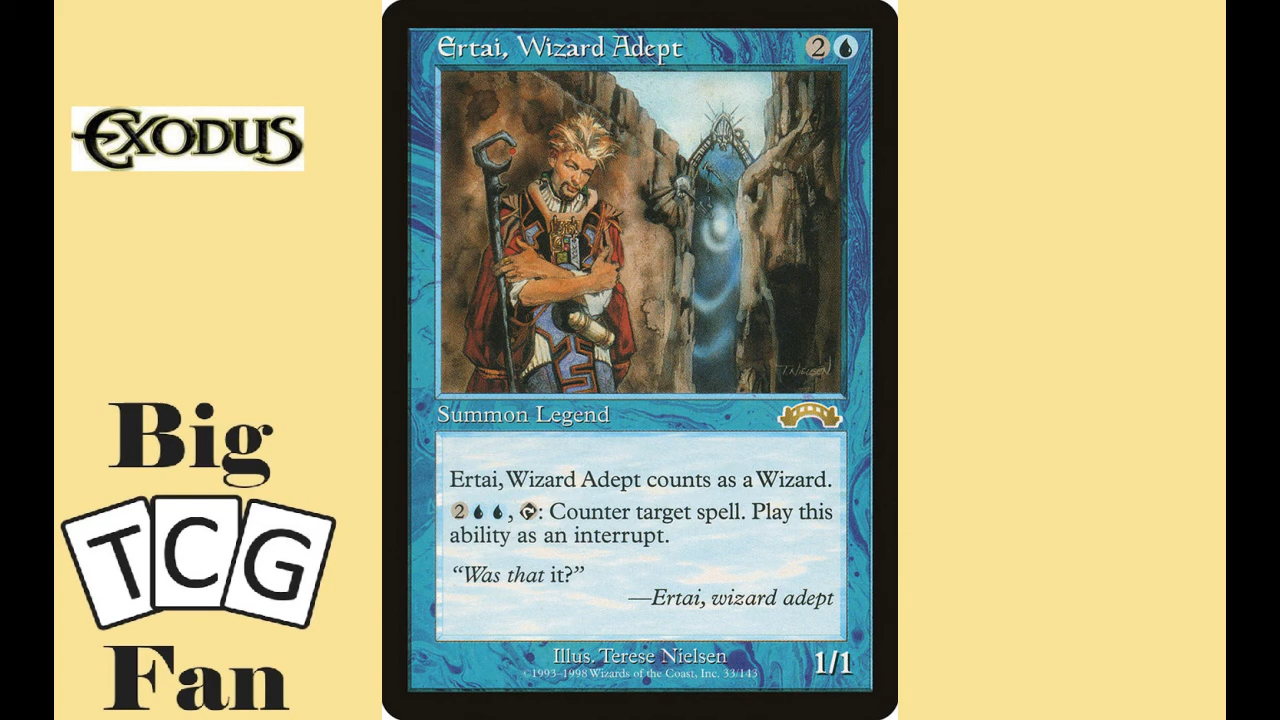 Exodus
Big
TCG
Fan
Ertai, Wizard Adept
2
T. NIELSEN
Summon Legend
Ertai, Wizard Adept counts as a Wizard.
2, : Counter target spell. Play this
ability as an interrupt.
“Was that it?”
—Ertai, wizard adept
Illus. Terese Nielsen
©1993–1998 Wizards of the Coast, Inc. 33/143
1/1